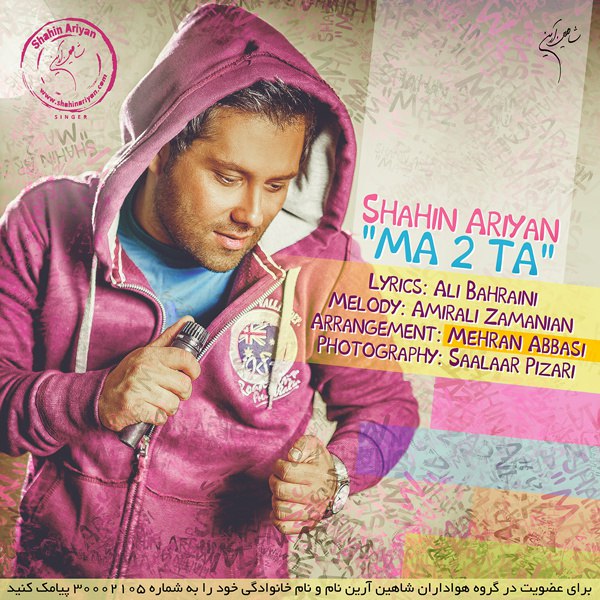 Shahin Ariyan
www.shahinariyan.com
SINGER
SHAHIN ARIYAN
"MA 2 TA"
LYRICS: ALI BAHRAINI
MELODY: AMIRALI ZAMANIAN
ARRANGEMENT: MEHRAN ABBASI
PHOTOGRAPHY: SAALAAR PIZARI
برای عضویت در گروه هواداران شاهین آرین نام و نام خانوادگی خود را به شماره ۳۰۰۰۲۱۰۵ پیامک کنید